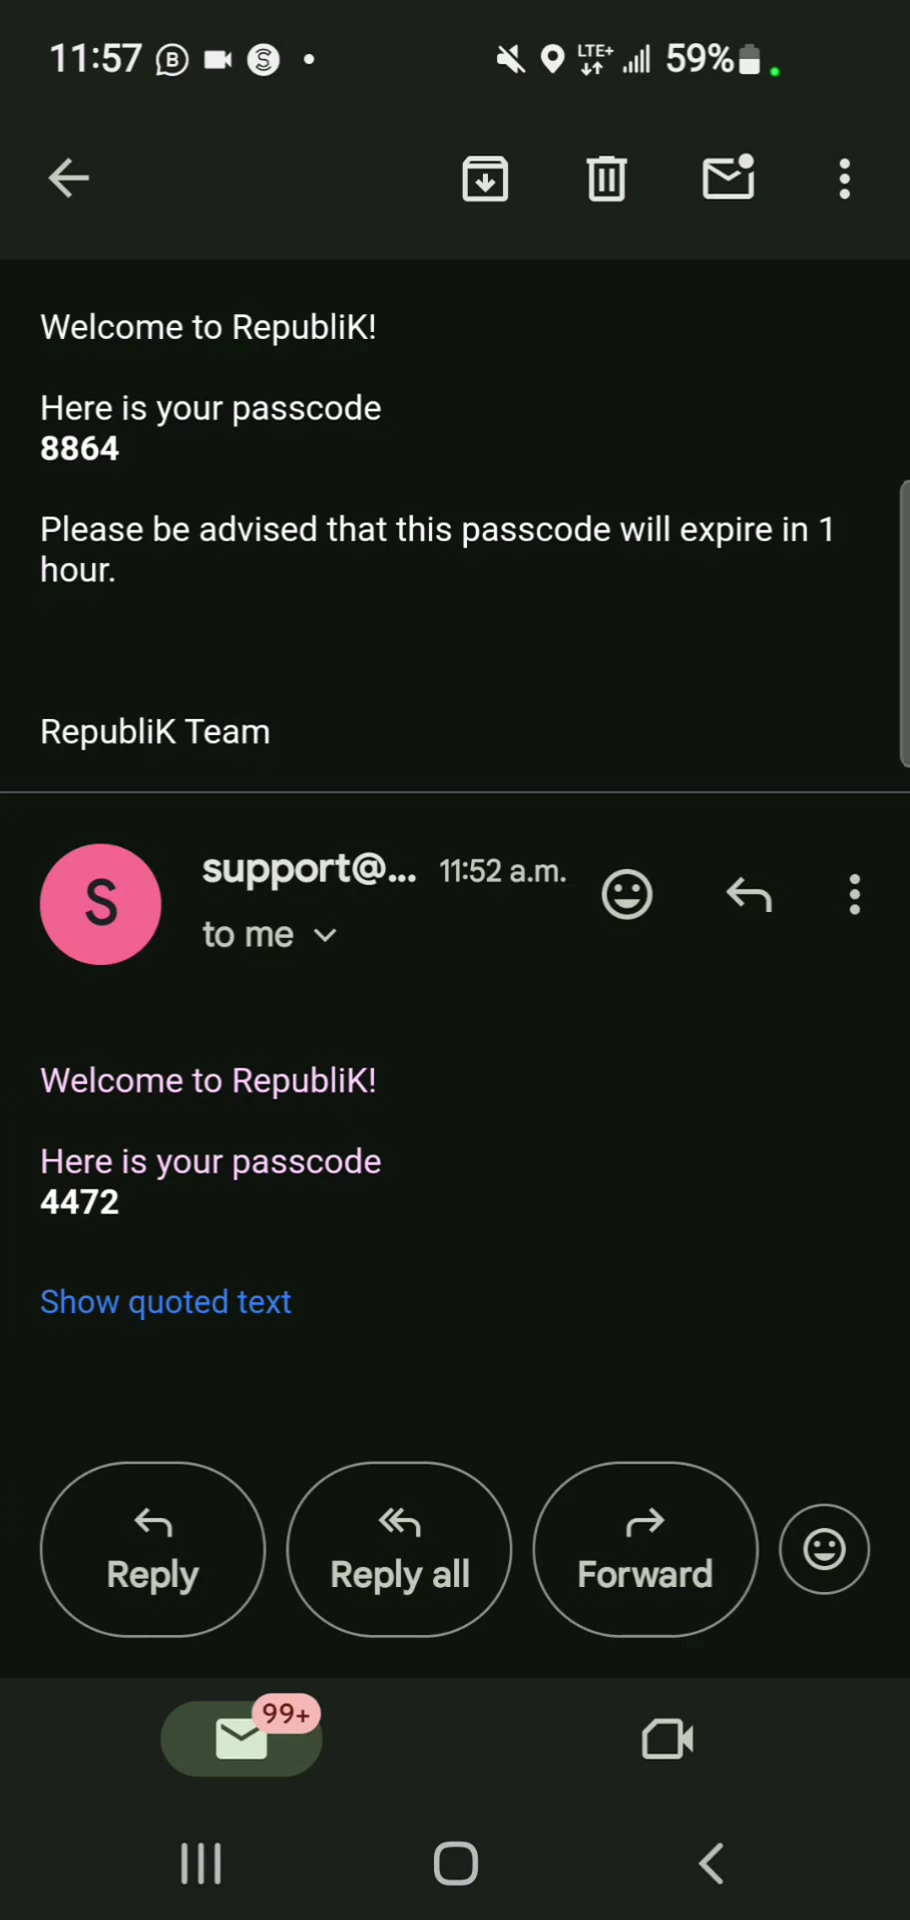 11:57
LTE+
59%
Welcome to RepubliK!
Here is your passcode
8864
Please be advised that this passcode will expire in 1
hour.
RepubliK Team
S
support@... 11:52 a.m.
to me
Welcome to RepubliK!
Here is your passcode
4472
Show quoted text
Reply
Reply all
Forward
99+